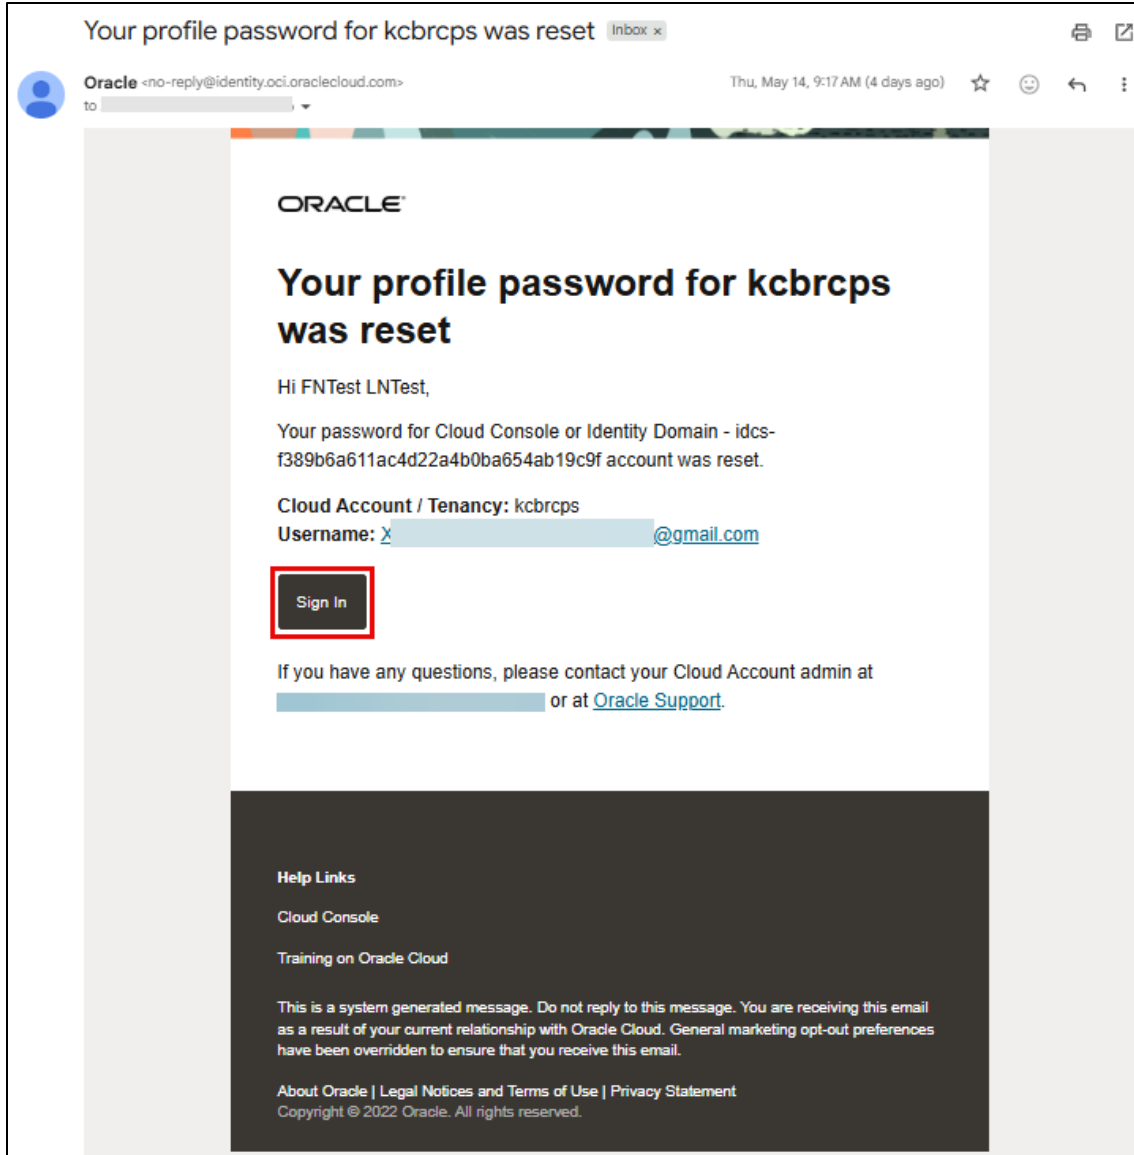 Your profile password for kcbrcps was reset Inbox ×
Oracle <no-reply@identity.oci.oraclecloud.com> Thu, May 14, 9:17 AM (4 days ago)
to
ORACLE
Your profile password for kcbrcps
was reset
Hi FNTest LNTest,
Your password for Cloud Console or Identity Domain - idcs-
f389b6a611ac4d22a4b0ba654ab19c9f account was reset.
Cloud Account / Tenancy: kcbrcps
Username: X @gmail.com
Sign In
If you have any questions, please contact your Cloud Account admin at
or at Oracle Support.
Help Links
Cloud Console
Training on Oracle Cloud
This is a system generated message. Do not reply to this message. You are receiving this email
as a result of your current relationship with Oracle Cloud. General marketing opt-out preferences
have been overridden to ensure that you receive this email.
About Oracle | Legal Notices and Terms of Use | Privacy Statement
Copyright © 2022 Oracle. All rights reserved.